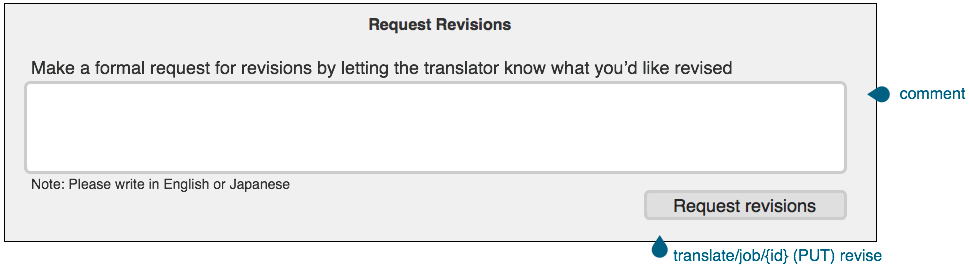 Request Revisions
Make a formal request for revisions by letting the translator know what you’d like revised
comment
Note: Please write in English or Japanese
Request revisions
translate/job/{id} (PUT) revise